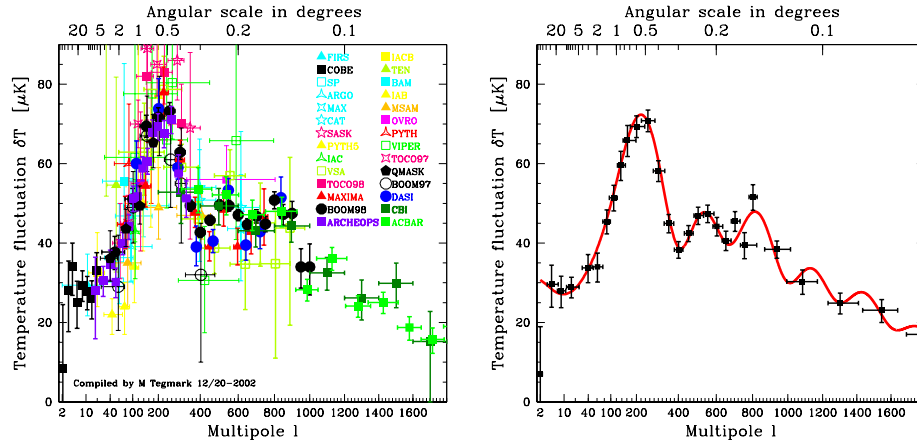 Angular scale in degrees
20 5 2 1 0.5 0.2 0.1
Temperature fluctuation δT [μK]
80
60
40
20
0
FIRS
COBE
SP
ARGO
MAX
CAT
SASK
PYTH5
IAC
VSA
TOCO98
MAXIMA
BOOM98
ARCHEOPS
IACB
TEN
BAM
IAB
MSAM
OVRO
PYTH
VIPER
TOCO97
QMASK
BOOM97
DASI
CBI
ACBAR
Compiled by M Tegmark 12/20-2002
2 10 40 100 200 400 600 800 1000 1200 1400 1600
Multipole l
Angular scale in degrees
20 5 2 1 0.5 0.2 0.1
Temperature fluctuation δT [μK]
80
60
40
20
0
2 10 40 100 200 400 600 800 1000 1200 1400 1600
Multipole l